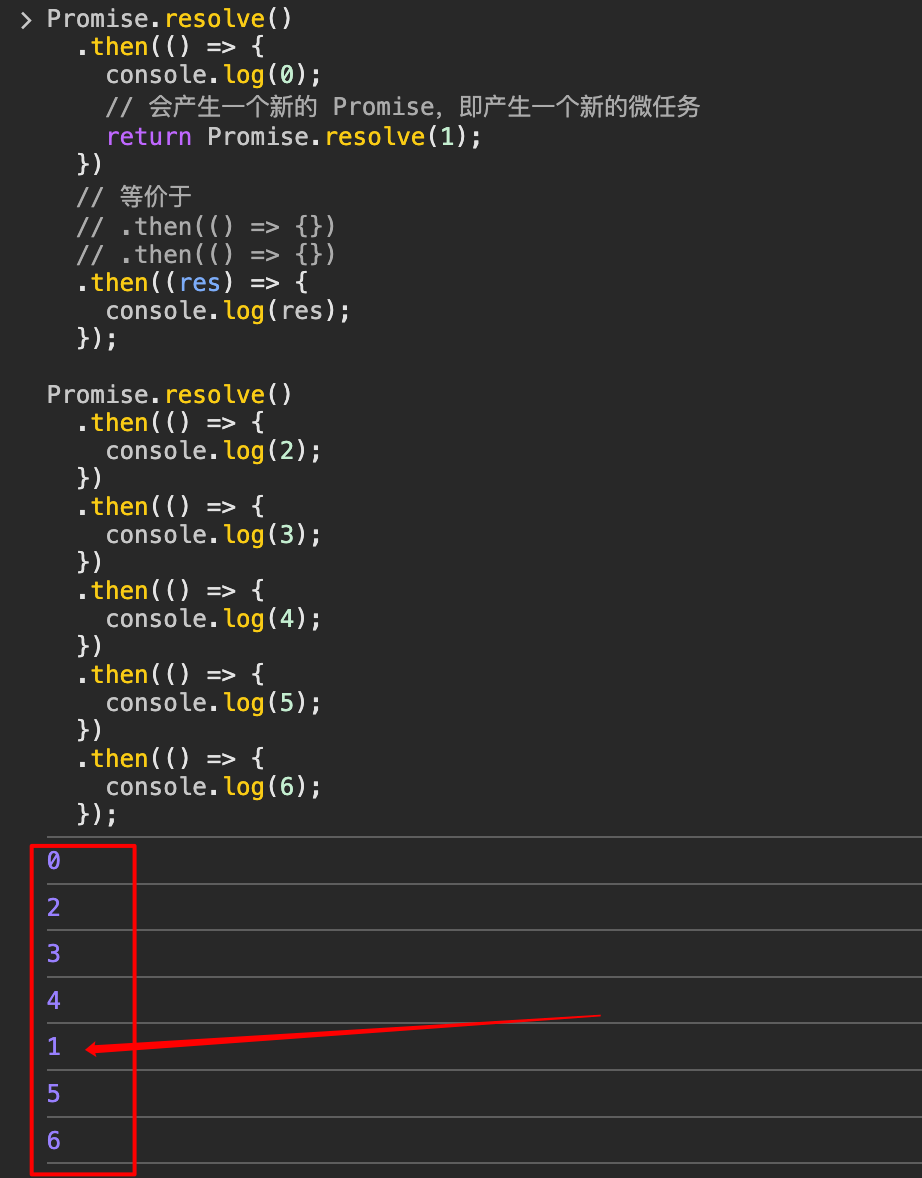 > Promise.resolve()
  .then(() => {
    console.log(0);
    // 会产生一个新的 Promise，即产生一个新的微任务
    return Promise.resolve(1);
  })
  // 等价于
  // .then(() => {})
  // .then(() => {})
  .then((res) => {
    console.log(res);
  });

Promise.resolve()
  .then(() => {
    console.log(2);
  })
  .then(() => {
    console.log(3);
  })
  .then(() => {
    console.log(4);
  })
  .then(() => {
    console.log(5);
  })
  .then(() => {
    console.log(6);
  });
0
2
3
4
1
5
6